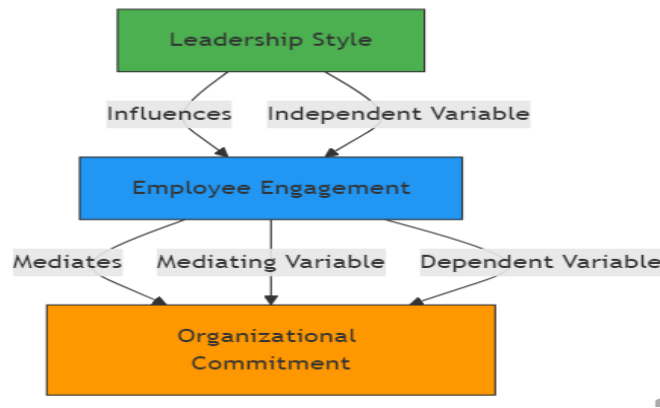 Leadership Style
Influences
Independent Variable
Employee Engagement
Mediates
Mediating Variable
Dependent Variable
Organizational
Commitment